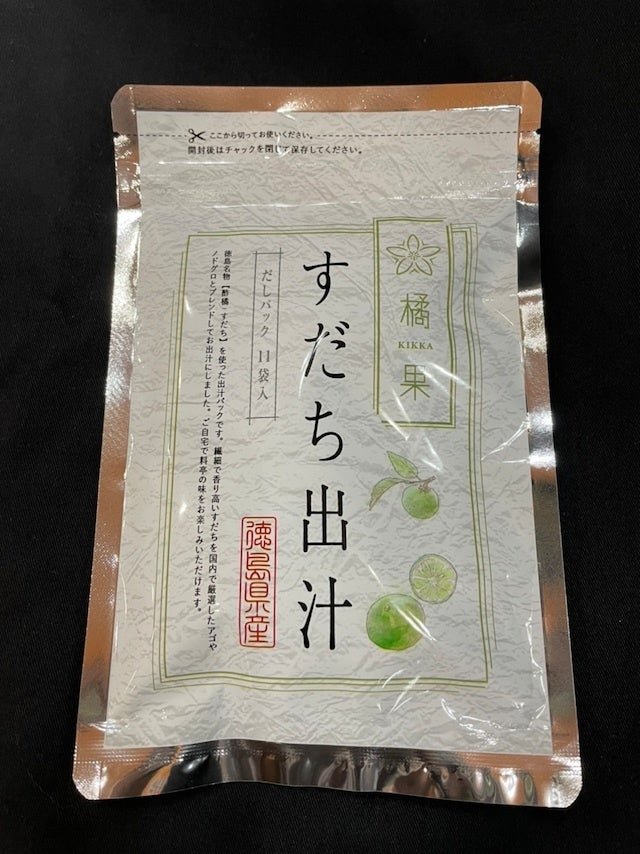 ここから切ってお使いください。
開封後はチャックを閉じて保存してください。
橘果
KIKKA
すだち出汁
だしパック 11袋入
徳島名物【酢橘-すだち】を使った出汁パックです。繊細で香り高いすだちを国内で厳選したアゴや
ノドグロとブレンドしてお出汁にしました。ご自宅で料亭の味をお楽しみいただけます。
徳島県産